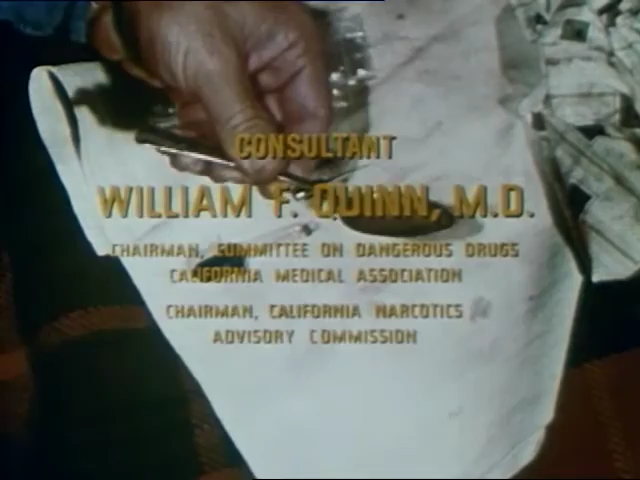 CONSULTANT
WILLIAM F. QUINN, M.D.
CHAIRMAN, COMMITTEE ON DANGEROUS DRUGS
CALIFORNIA MEDICAL ASSOCIATION
CHAIRMAN, CALIFORNIA NARCOTICS
ADVISORY COMMISSION